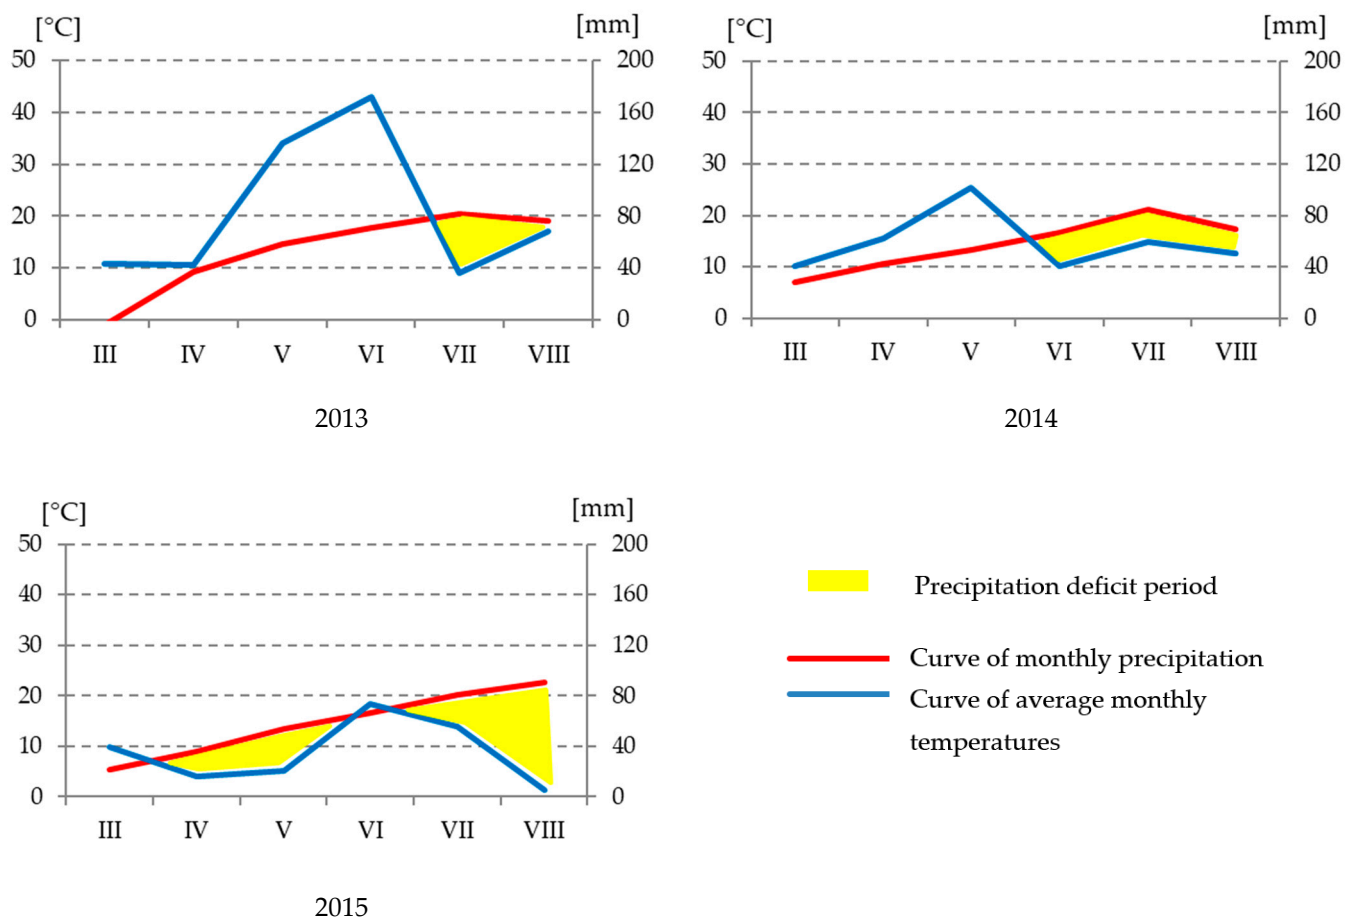 [°C] [mm]
50 200
40 160
30 120
20 80
10 40
0 0
III IV V VI VII VIII
2013
[°C] [mm]
50 200
40 160
30 120
20 80
10 40
0 0
III IV V VI VII VIII
2014
[°C] [mm]
50 200
40 160
30 120
20 80
10 40
0 0
III IV V VI VII VIII
2015
Precipitation deficit period
Curve of monthly precipitation
Curve of average monthly
temperatures